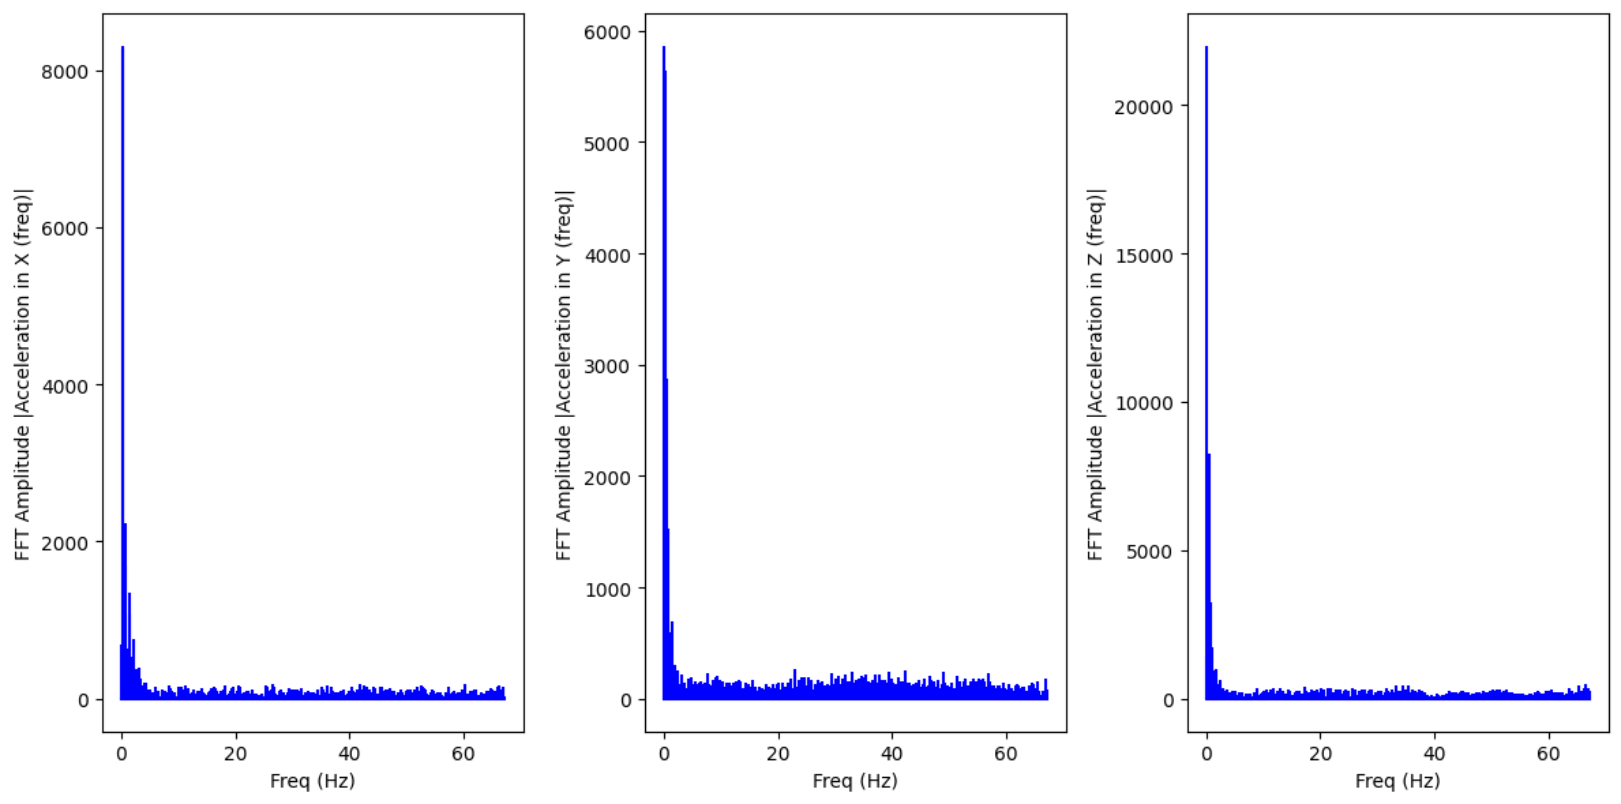 FFT Amplitude |Acceleration in X (freq)|
8000
6000
4000
2000
0
0 20 40 60
Freq (Hz)
FFT Amplitude |Acceleration in Y (freq)|
6000
5000
4000
3000
2000
1000
0
0 20 40 60
Freq (Hz)
FFT Amplitude |Acceleration in Z (freq)|
20000
15000
10000
5000
0
0 20 40 60
Freq (Hz)